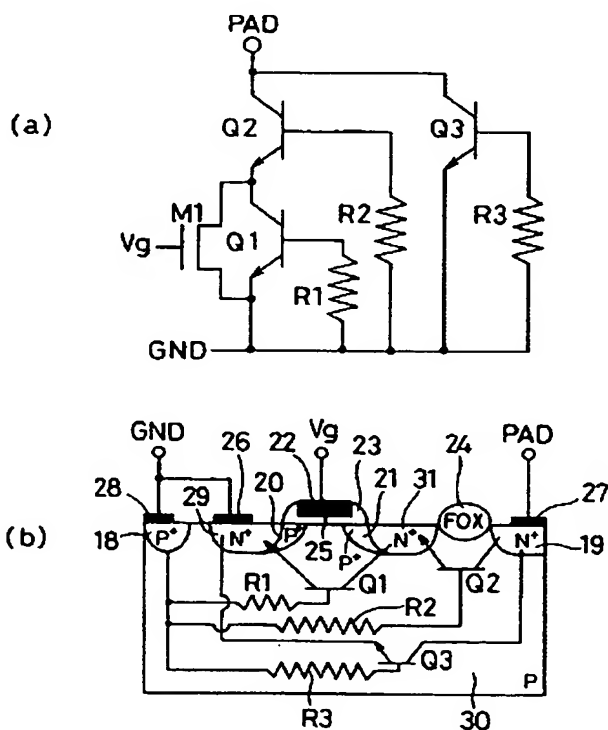 (a)
PAD
Q2
Q3
M1
Vg
Q1
R2
R3
R1
GND
(b)
GND
26
22
Vg
23
24
PAD
28
29
20
21
31
27
18
P+
N+
P-
25
P-
N+
FOX
N+
19
R1
Q1
R2
Q2
Q3
R3
30
P